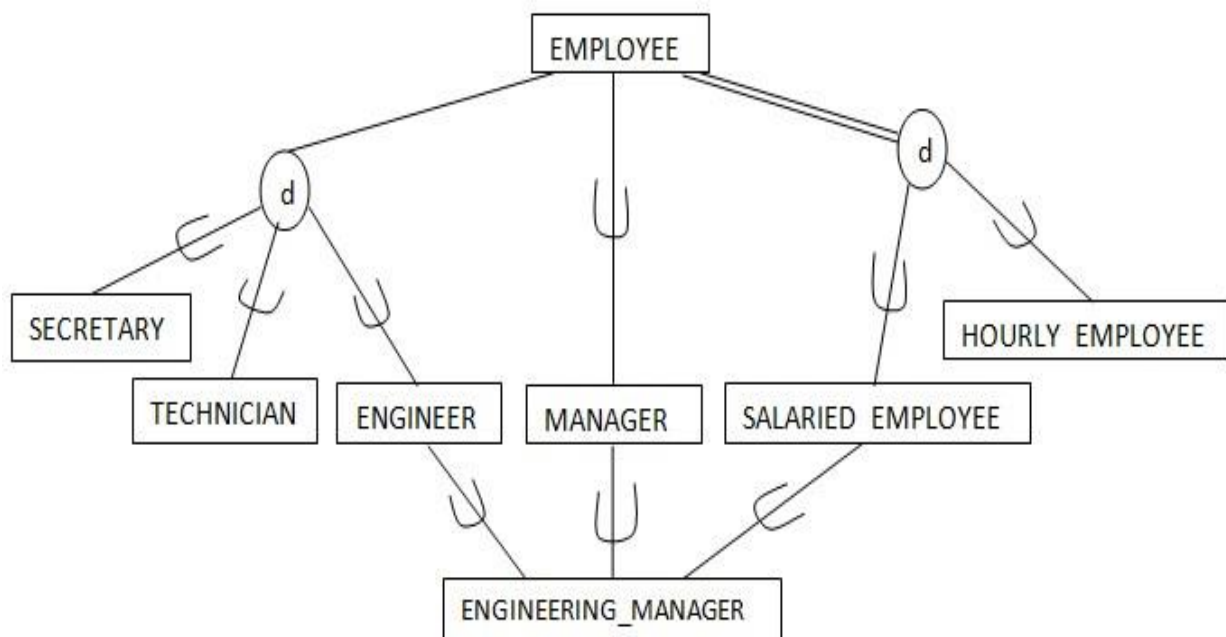 EMPLOYEE
d
d
SECRETARY
HOURLY EMPLOYEE
TECHNICIAN
ENGINEER
MANAGER
SALARIED EMPLOYEE
ENGINEERING_MANAGER